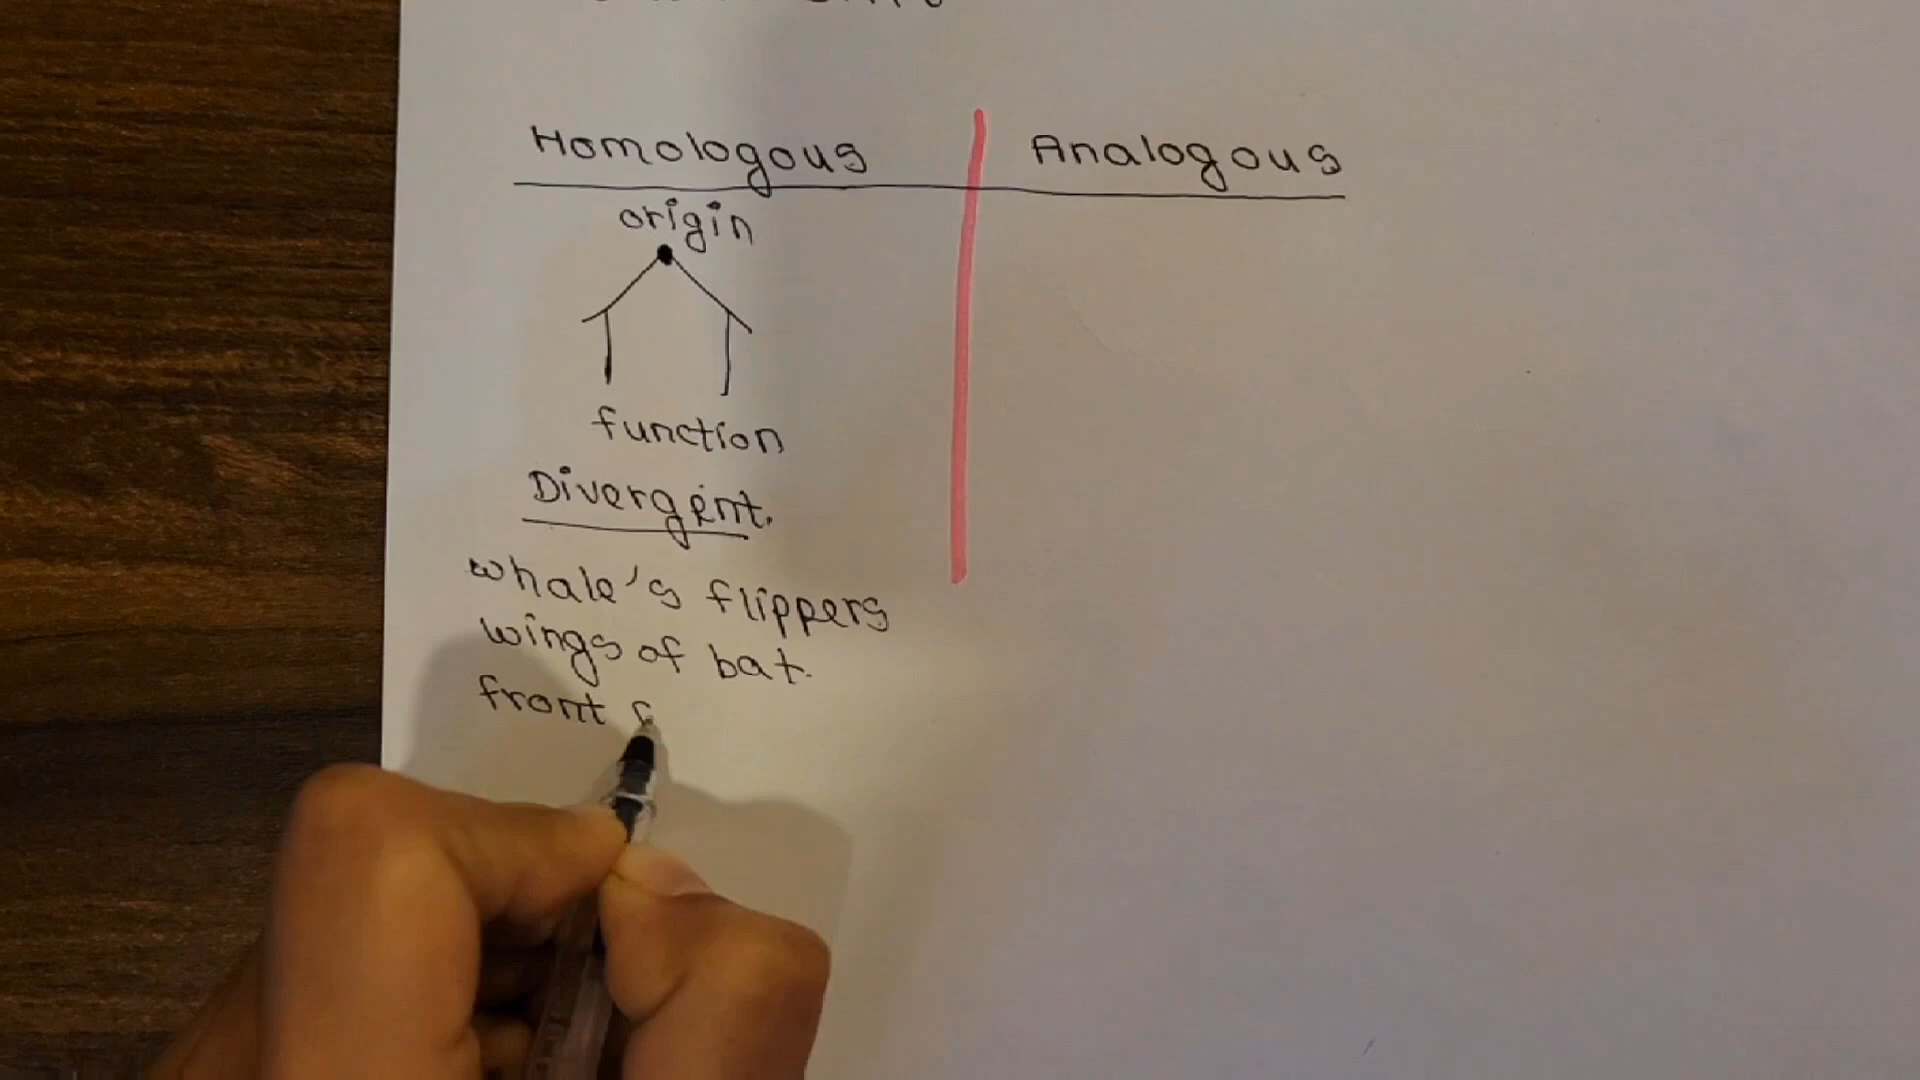 Homologous
Analogous
origin
function
Divergent.
whale's flippers
wings of bat.
front